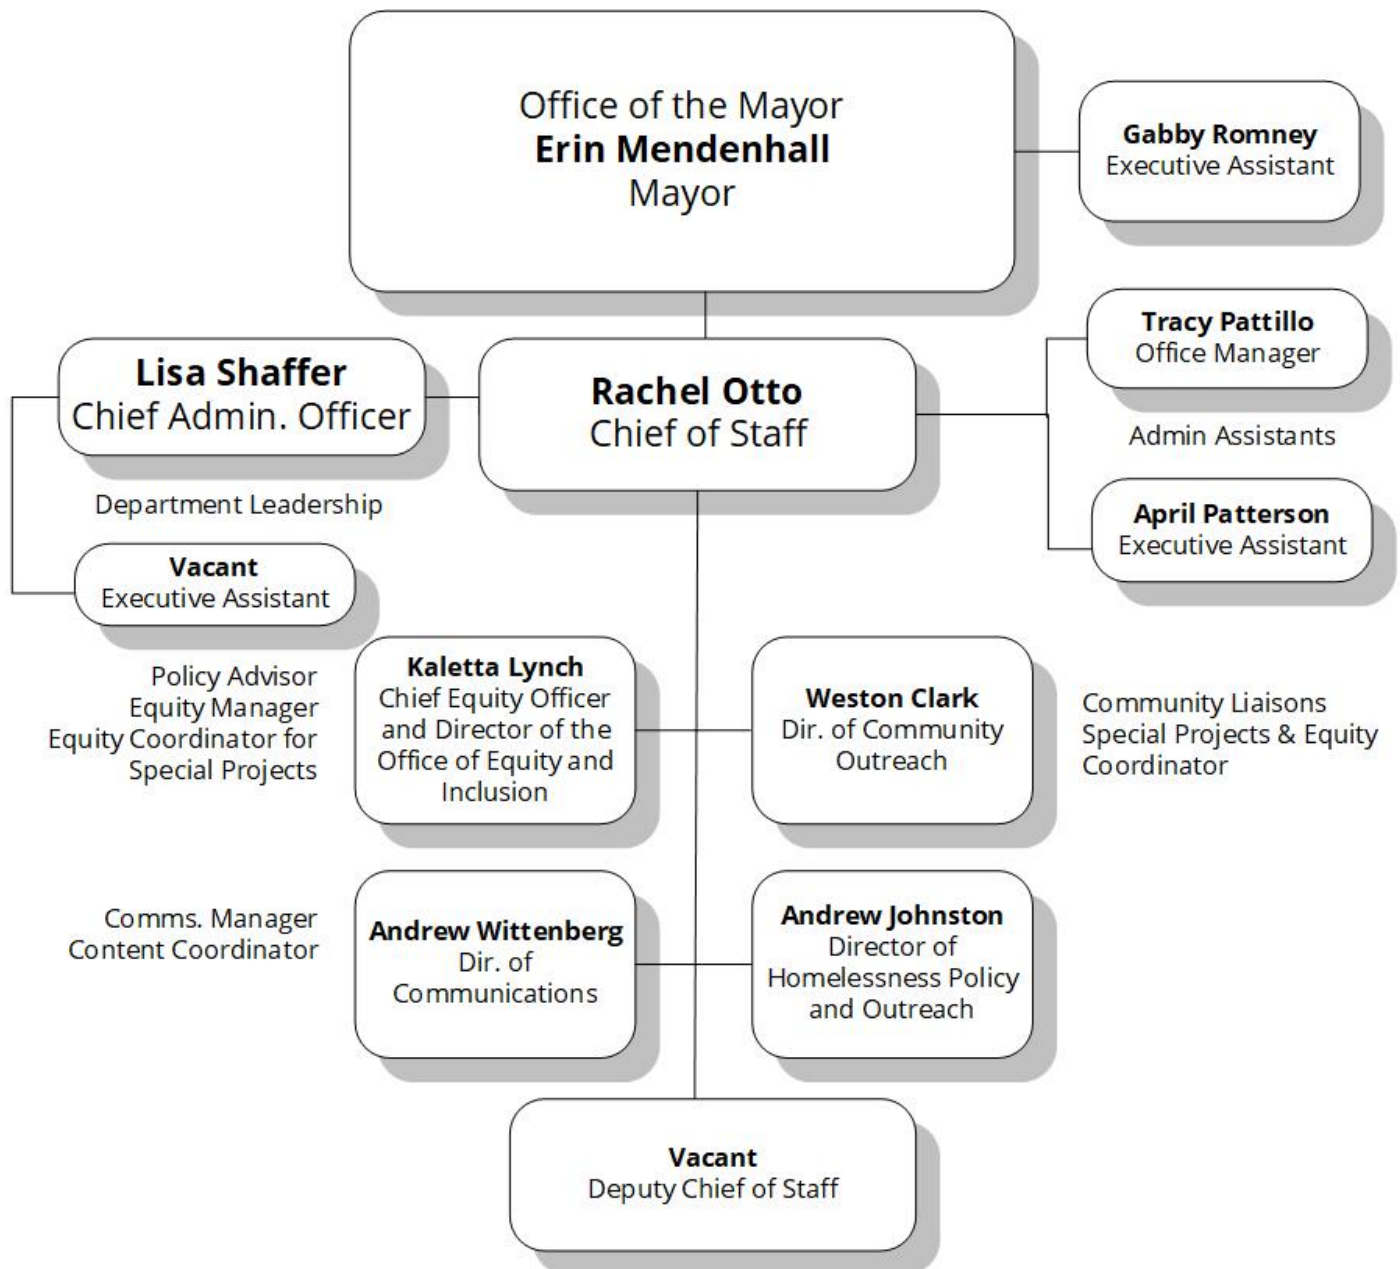 Office of the Mayor
Erin Mendenhall
Mayor
Gabby Romney
Executive Assistant
Lisa Shaffer
Chief Admin. Officer
Department Leadership
Vacant
Executive Assistant
Rachel Otto
Chief of Staff
Tracy Pattillo
Office Manager
Admin Assistants
April Patterson
Executive Assistant
Policy Advisor
Equity Manager
Equity Coordinator for
Special Projects
Kaletta Lynch
Chief Equity Officer
and Director of the
Office of Equity and
Inclusion
Weston Clark
Dir. of Community
Outreach
Community Liaisons
Special Projects & Equity
Coordinator
Comms. Manager
Content Coordinator
Andrew Wittenberg
Dir. of
Communications
Andrew Johnston
Director of
Homelessness Policy
and Outreach
Vacant
Deputy Chief of Staff